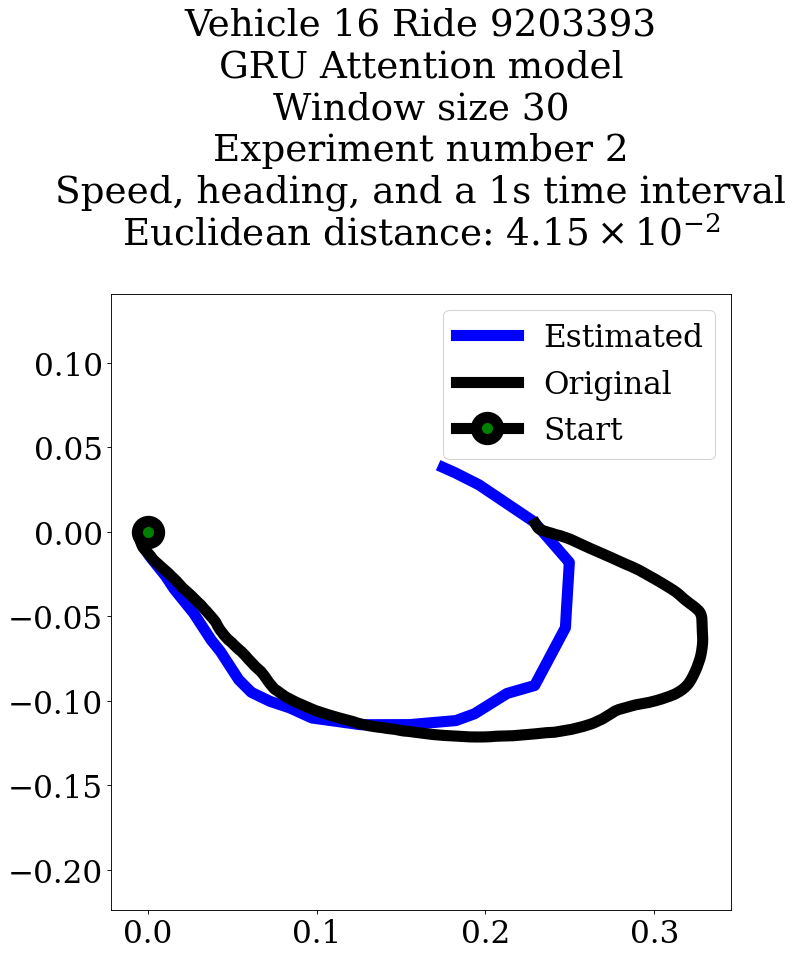 Vehicle 16 Ride 9203393
GRU Attention model
Window size 30
Experiment number 2
Speed, heading, and a 1s time interval
Euclidean distance: 4.15 × 10⁻²
Estimated
Original
Start
0.10
0.05
0.00
−0.05
−0.10
−0.15
−0.20
0.0 0.1 0.2 0.3